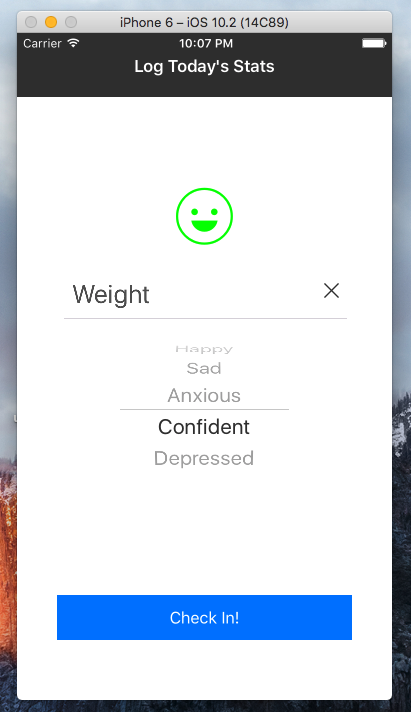 iPhone 6 – iOS 10.2 (14C89)
Carrier 10:07 PM
Log Today's Stats
Weight
Happy
Sad
Anxious
Confident
Depressed
Check In!